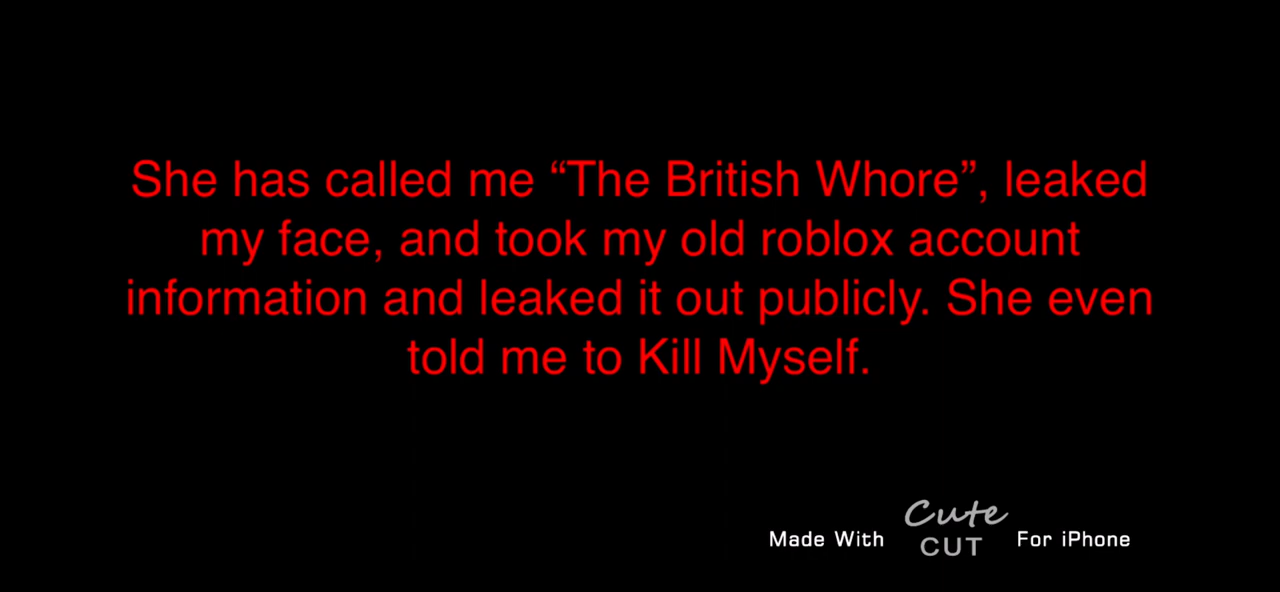 She has called me “The British Whore”, leaked
my face, and took my old roblox account
information and leaked it out publicly. She even
told me to Kill Myself.
Made With Cute CUT For iPhone